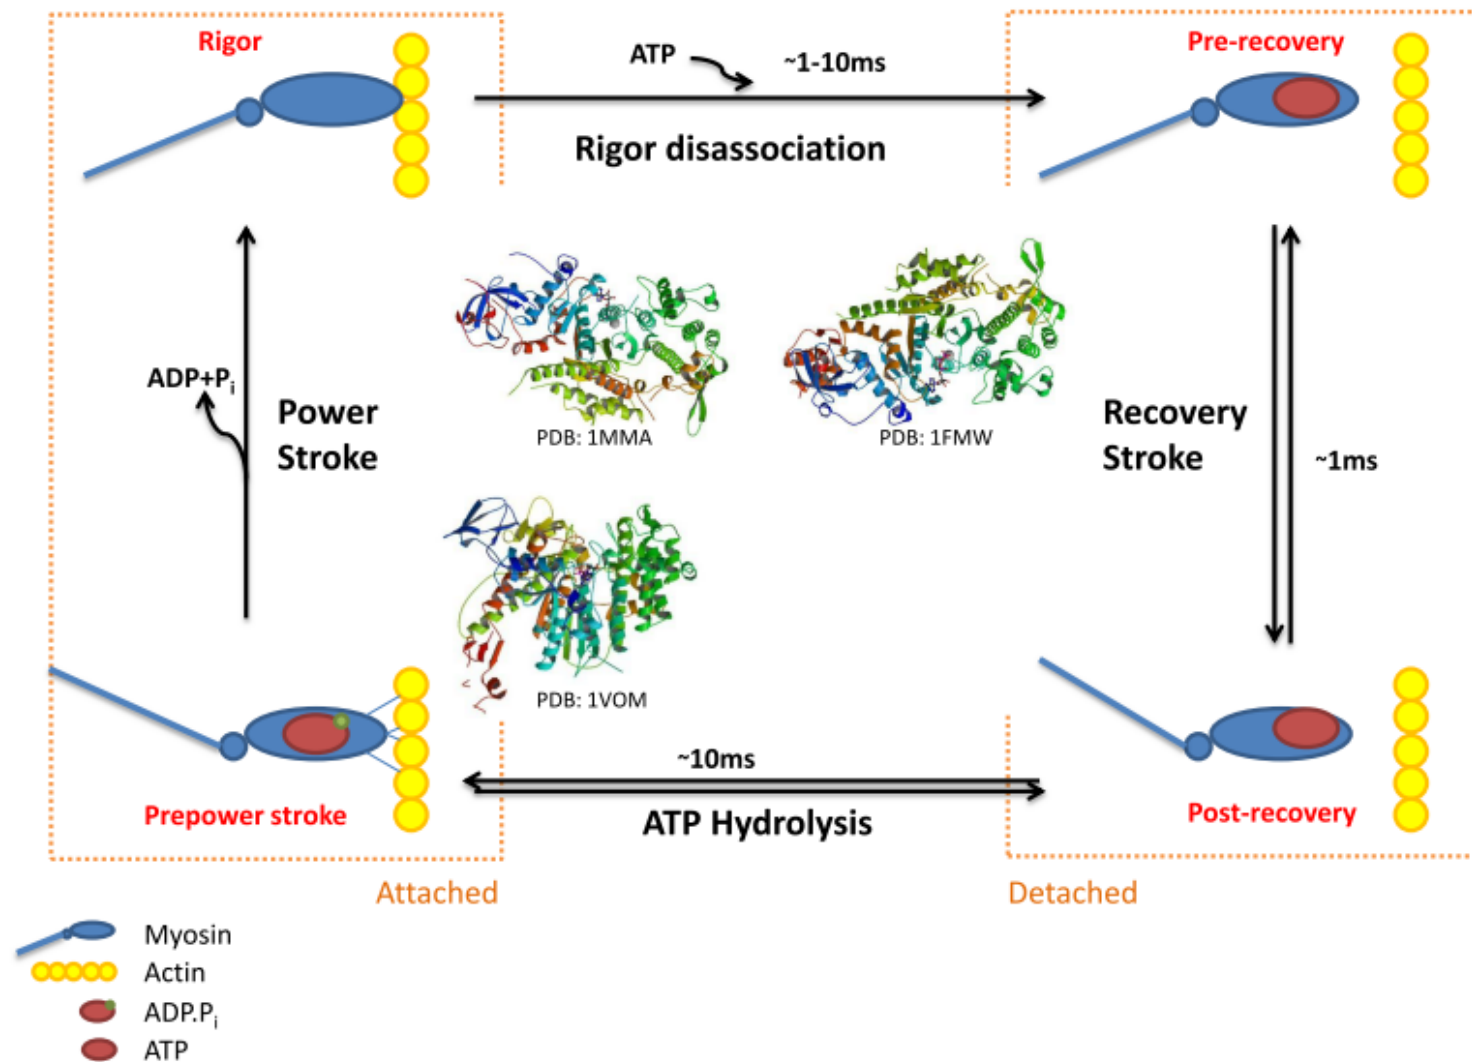 Rigor
ATP
~1-10ms
Pre-recovery
Rigor disassociation
ADP+Pi
Power
Stroke
PDB: 1MMA
PDB: 1FMW
Recovery
Stroke
~1ms
PDB: 1VOM
~10ms
Prepower stroke
ATP Hydrolysis
Post-recovery
Attached
Detached
Myosin
Actin
ADP.Pi
ATP